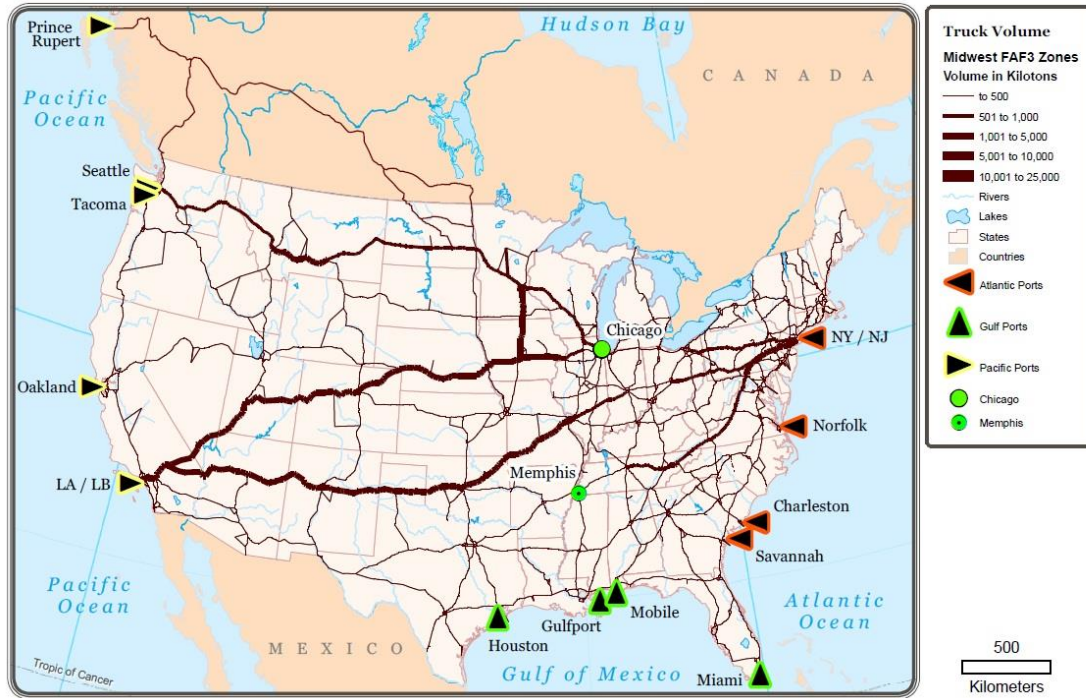 Prince
Rupert
Hudson Bay
CANADA
Pacific
Ocean
Seattle
Tacoma
Chicago
NY / NJ
Oakland
Norfolk
LA / LB
Memphis
Charleston
Savannah
Pacific
Ocean
Atlantic
Ocean
Mobile
Gulfport
Houston
MEXICO
Gulf of Mexico
Miami
Tropic of Cancer
Truck Volume
Midwest FAF3 Zones
Volume in Kilotons
to 500
501 to 1,000
1,001 to 5,000
5,001 to 10,000
10,001 to 25,000
Rivers
Lakes
States
Countries
Atlantic Ports
Gulf Ports
Pacific Ports
Chicago
Memphis
500
Kilometers